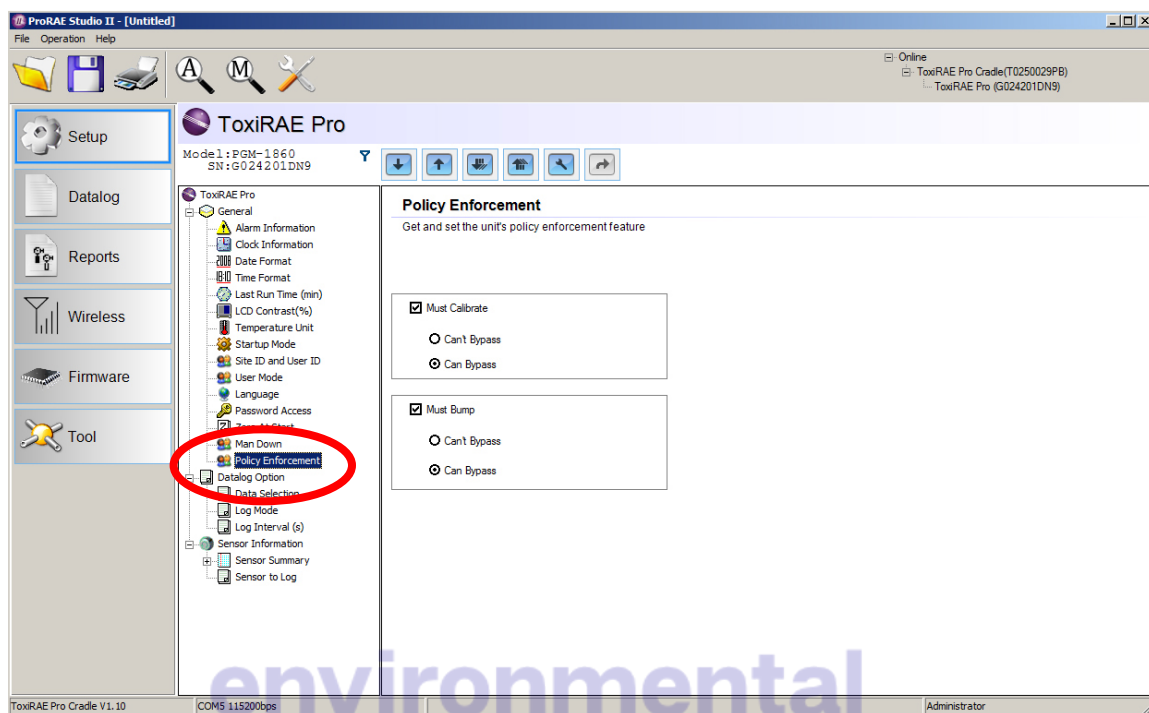 ProRAE Studio II - [Untitled]
File Operation Help
A M
Online
ToxiRAE Pro Cradle(T0250029PB)
ToxiRAE Pro (G024201DN9)
Setup
Datalog
Reports
Wireless
Firmware
Tool
ToxiRAE Pro
Model:PGM-1860
SN:G024201DN9
ToxiRAE Pro
General
Alarm Information
Clock Information
Date Format
Time Format
Last Run Time (min)
LCD Contrast(%)
Temperature Unit
Startup Mode
Site ID and User ID
User Mode
Language
Password Access
Zero At Start
Man Down
Policy Enforcement
Datalog Option
Data Selection
Log Mode
Log Interval (s)
Sensor Information
Sensor Summary
Sensor to Log
Policy Enforcement
Get and set the unit's policy enforcement feature
Must Calibrate
Can't Bypass
Can Bypass
Must Bump
Can't Bypass
Can Bypass
environmental
ToxiRAE Pro Cradle V1.10 COM5 115200bps Administrator